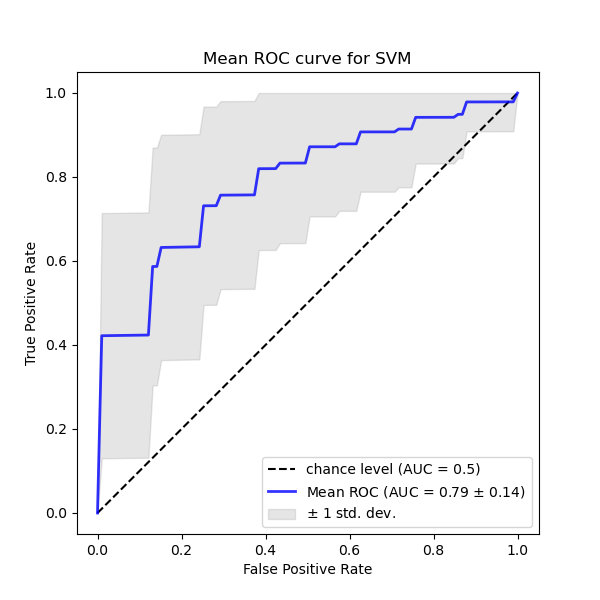 Mean ROC curve for SVM
True Positive Rate
1.0
0.8
0.6
0.4
0.2
0.0
chance level (AUC = 0.5)
Mean ROC (AUC = 0.79 ± 0.14)
± 1 std. dev.
0.0 0.2 0.4 0.6 0.8 1.0
False Positive Rate